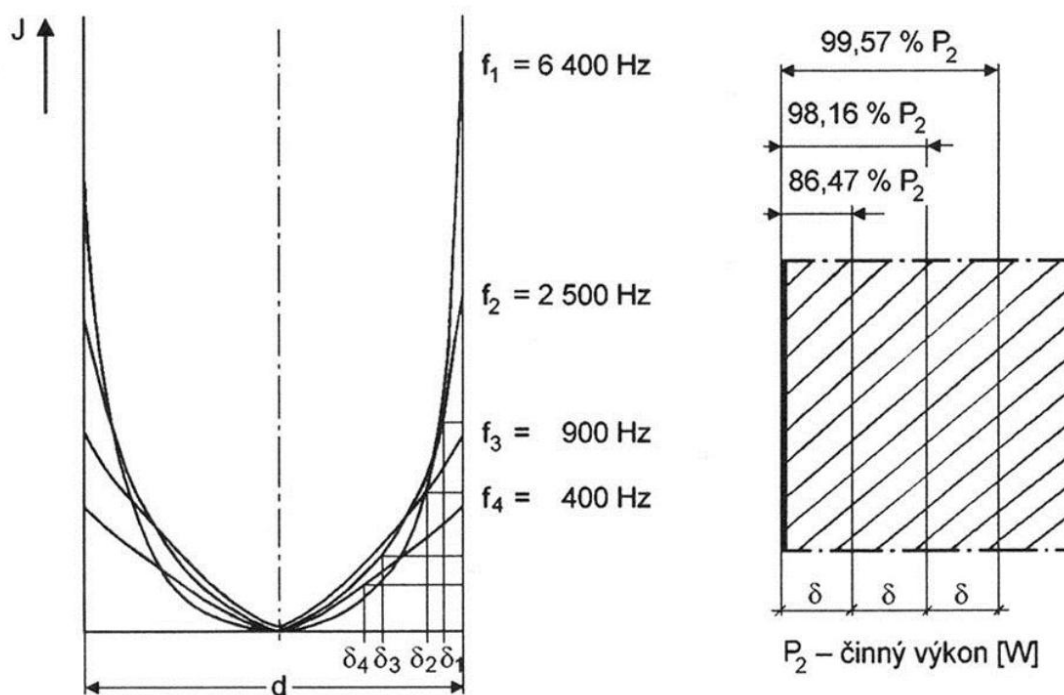 J
f₁ = 6 400 Hz
f₂ = 2 500 Hz
f₃ = 900 Hz
f₄ = 400 Hz
δ₄ δ₃ δ₂ δ₁
d
99,57 % P₂
98,16 % P₂
86,47 % P₂
δ δ δ
P₂ – činný výkon [W]